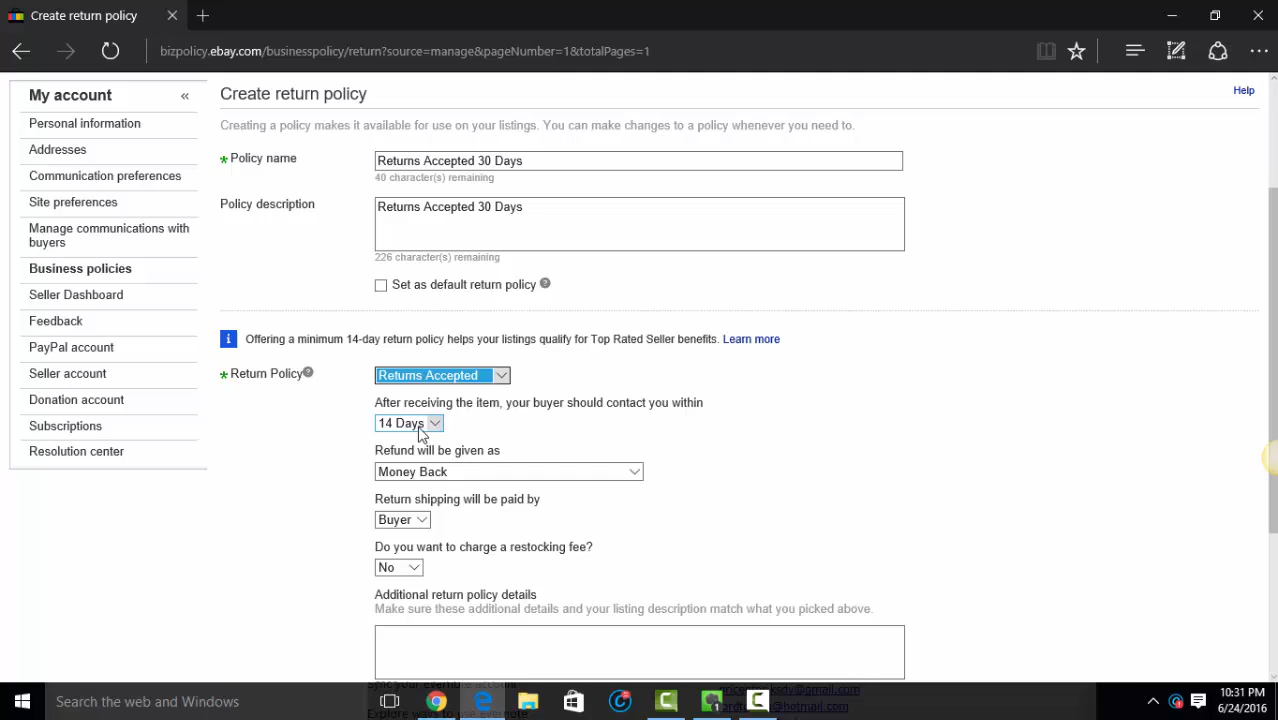 Create return policy
bizpolicy.ebay.com/businesspolicy/return?source=manage&pageNumber=1&totalPages=1
My account «
Personal information
Addresses
Communication preferences
Site preferences
Manage communications with
buyers
Business policies
Seller Dashboard
Feedback
PayPal account
Seller account
Donation account
Subscriptions
Resolution center
Create return policy
Help
Creating a policy makes it available for use on your listings. You can make changes to a policy whenever you need to.
* Policy name Returns Accepted 30 Days
40 character(s) remaining
Policy description Returns Accepted 30 Days
226 character(s) remaining
Set as default return policy
Offering a minimum 14-day return policy helps your listings qualify for Top Rated Seller benefits. Learn more
* Return Policy Returns Accepted
After receiving the item, your buyer should contact you within
14 Days
Refund will be given as
Money Back
Return shipping will be paid by
Buyer
Do you want to charge a restocking fee?
No
Additional return policy details
Make sure these additional details and your listing description match what you picked above.
Search the web and Windows
10:31 PM
6/24/2016